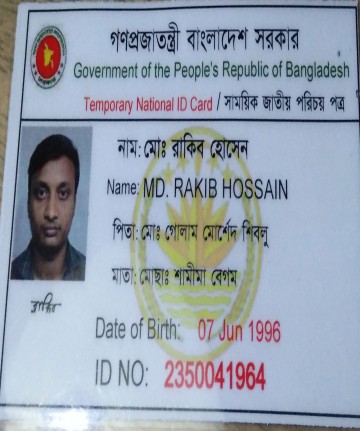 গণপ্রজাতন্ত্রী বাংলাদেশ সরকার
Government of the People's Republic of Bangladesh
Temporary National ID Card / সাময়িক জাতীয় পরিচয় পত্র
নাম: মোঃ রাকিব হোসেন
Name: MD. RAKIB HOSSAIN
পিতা: মোঃ গোলাম মোর্শেদ শিবলু
মাতা: মোছাঃ শামীমা বেগম
রাকিব
Date of Birth: 07 Jun 1996
ID NO: 2350041964